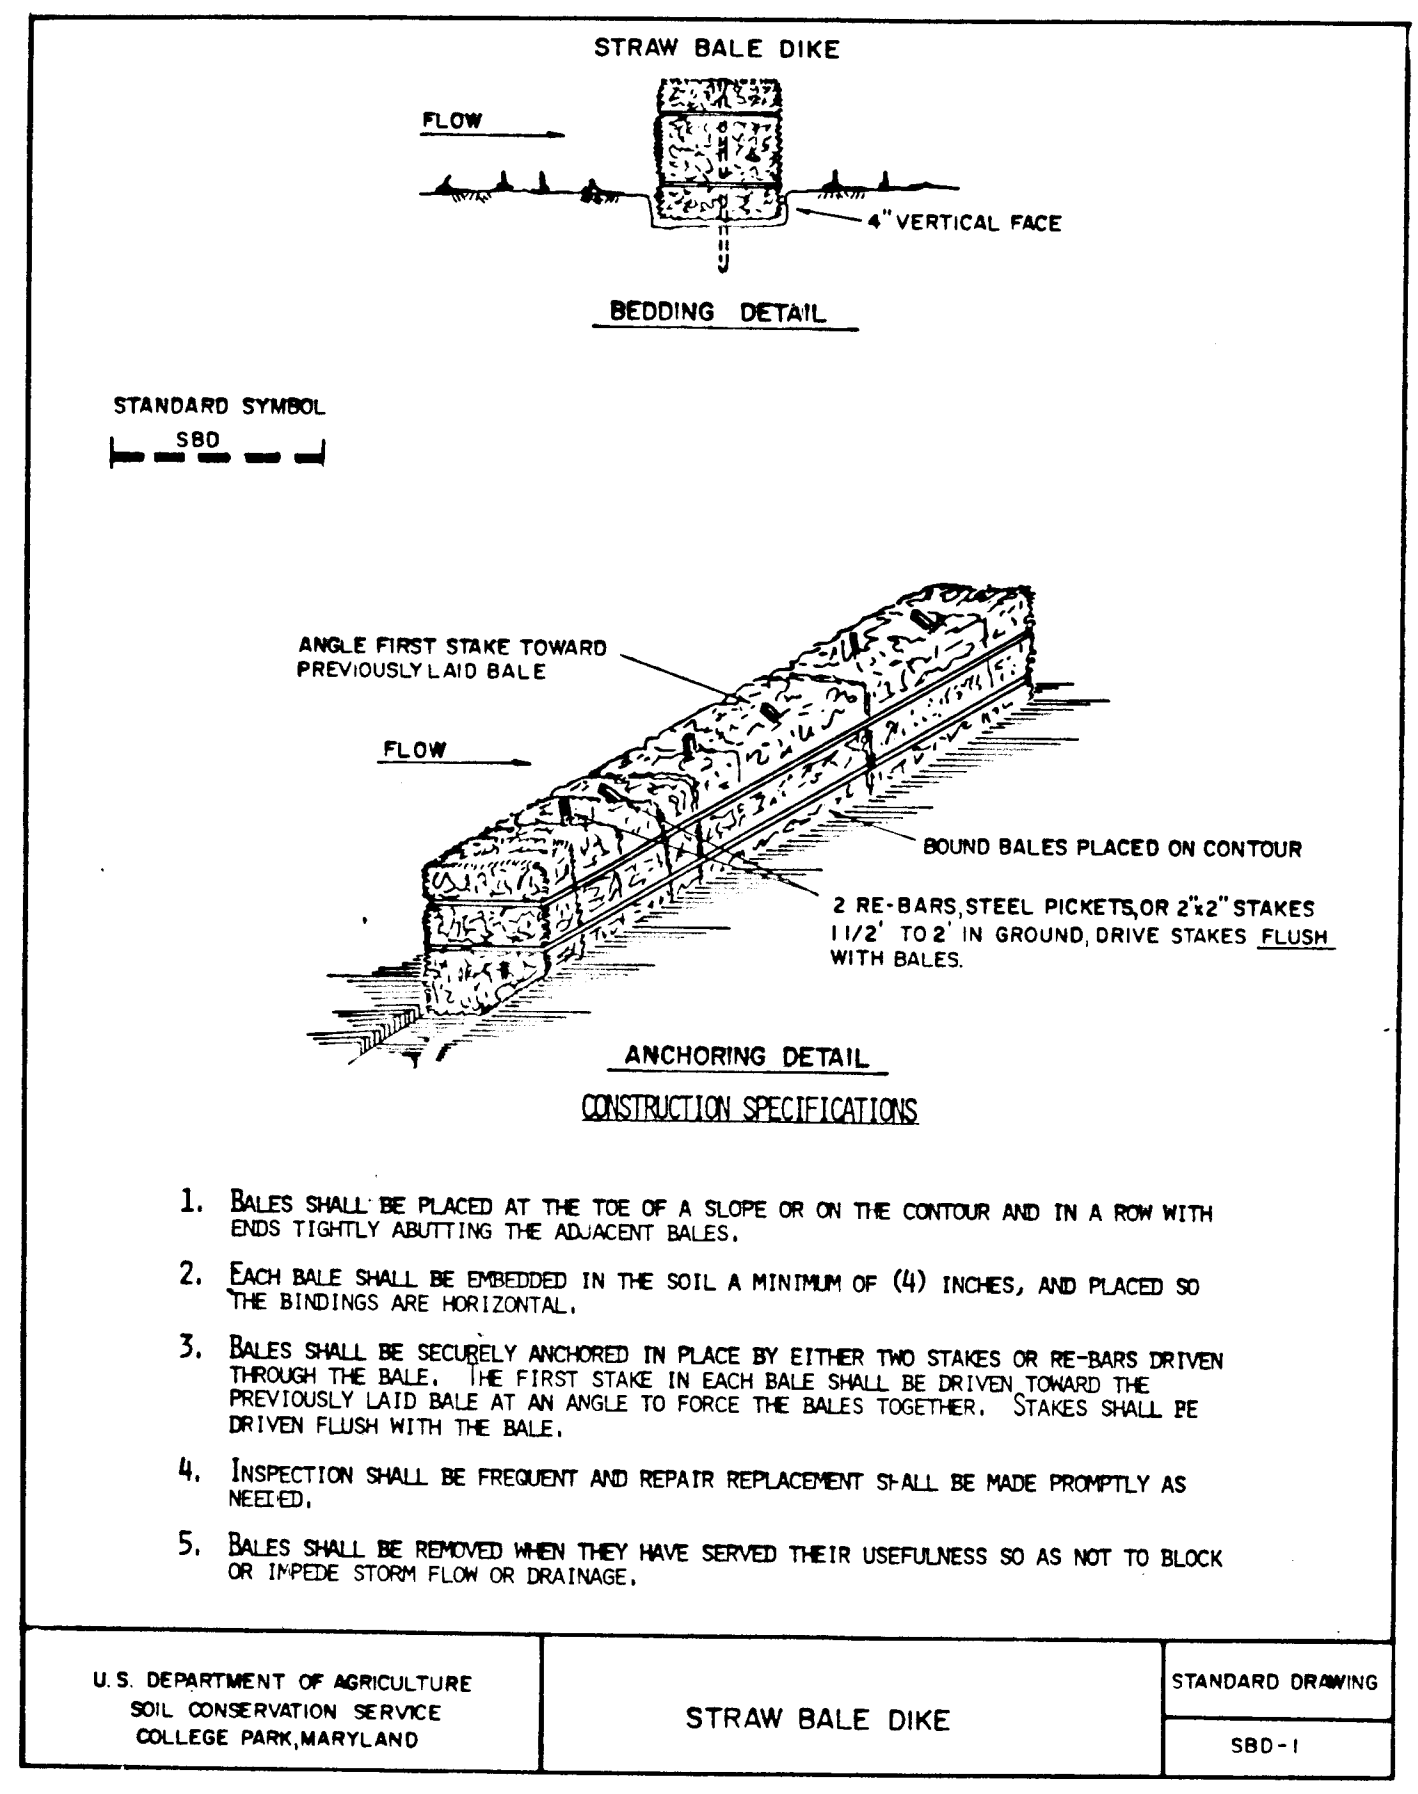 STRAW BALE DIKE
FLOW
4" VERTICAL FACE
BEDDING DETAIL
STANDARD SYMBOL
SBD
ANGLE FIRST STAKE TOWARD
PREVIOUSLY LAID BALE
FLOW
BOUND BALES PLACED ON CONTOUR
2 RE-BARS, STEEL PICKETS, OR 2"x2" STAKES
1 1/2' TO 2' IN GROUND, DRIVE STAKES FLUSH
WITH BALES.
ANCHORING DETAIL
CONSTRUCTION SPECIFICATIONS
1. BALES SHALL BE PLACED AT THE TOE OF A SLOPE OR ON THE CONTOUR AND IN A ROW WITH
ENDS TIGHTLY ABUTTING THE ADJACENT BALES.
2. EACH BALE SHALL BE EMBEDDED IN THE SOIL A MINIMUM OF (4) INCHES, AND PLACED SO
THE BINDINGS ARE HORIZONTAL.
3. BALES SHALL BE SECURELY ANCHORED IN PLACE BY EITHER TWO STAKES OR RE-BARS DRIVEN
THROUGH THE BALE. THE FIRST STAKE IN EACH BALE SHALL BE DRIVEN TOWARD THE
PREVIOUSLY LAID BALE AT AN ANGLE TO FORCE THE BALES TOGETHER. STAKES SHALL BE
DRIVEN FLUSH WITH THE BALE.
4. INSPECTION SHALL BE FREQUENT AND REPAIR REPLACEMENT SHALL BE MADE PROMPTLY AS
NEEDED.
5. BALES SHALL BE REMOVED WHEN THEY HAVE SERVED THEIR USEFULNESS SO AS NOT TO BLOCK
OR IMPEDE STORM FLOW OR DRAINAGE.
U.S. DEPARTMENT OF AGRICULTURE
SOIL CONSERVATION SERVICE
COLLEGE PARK, MARYLAND
STRAW BALE DIKE
STANDARD DRAWING
SBD-1